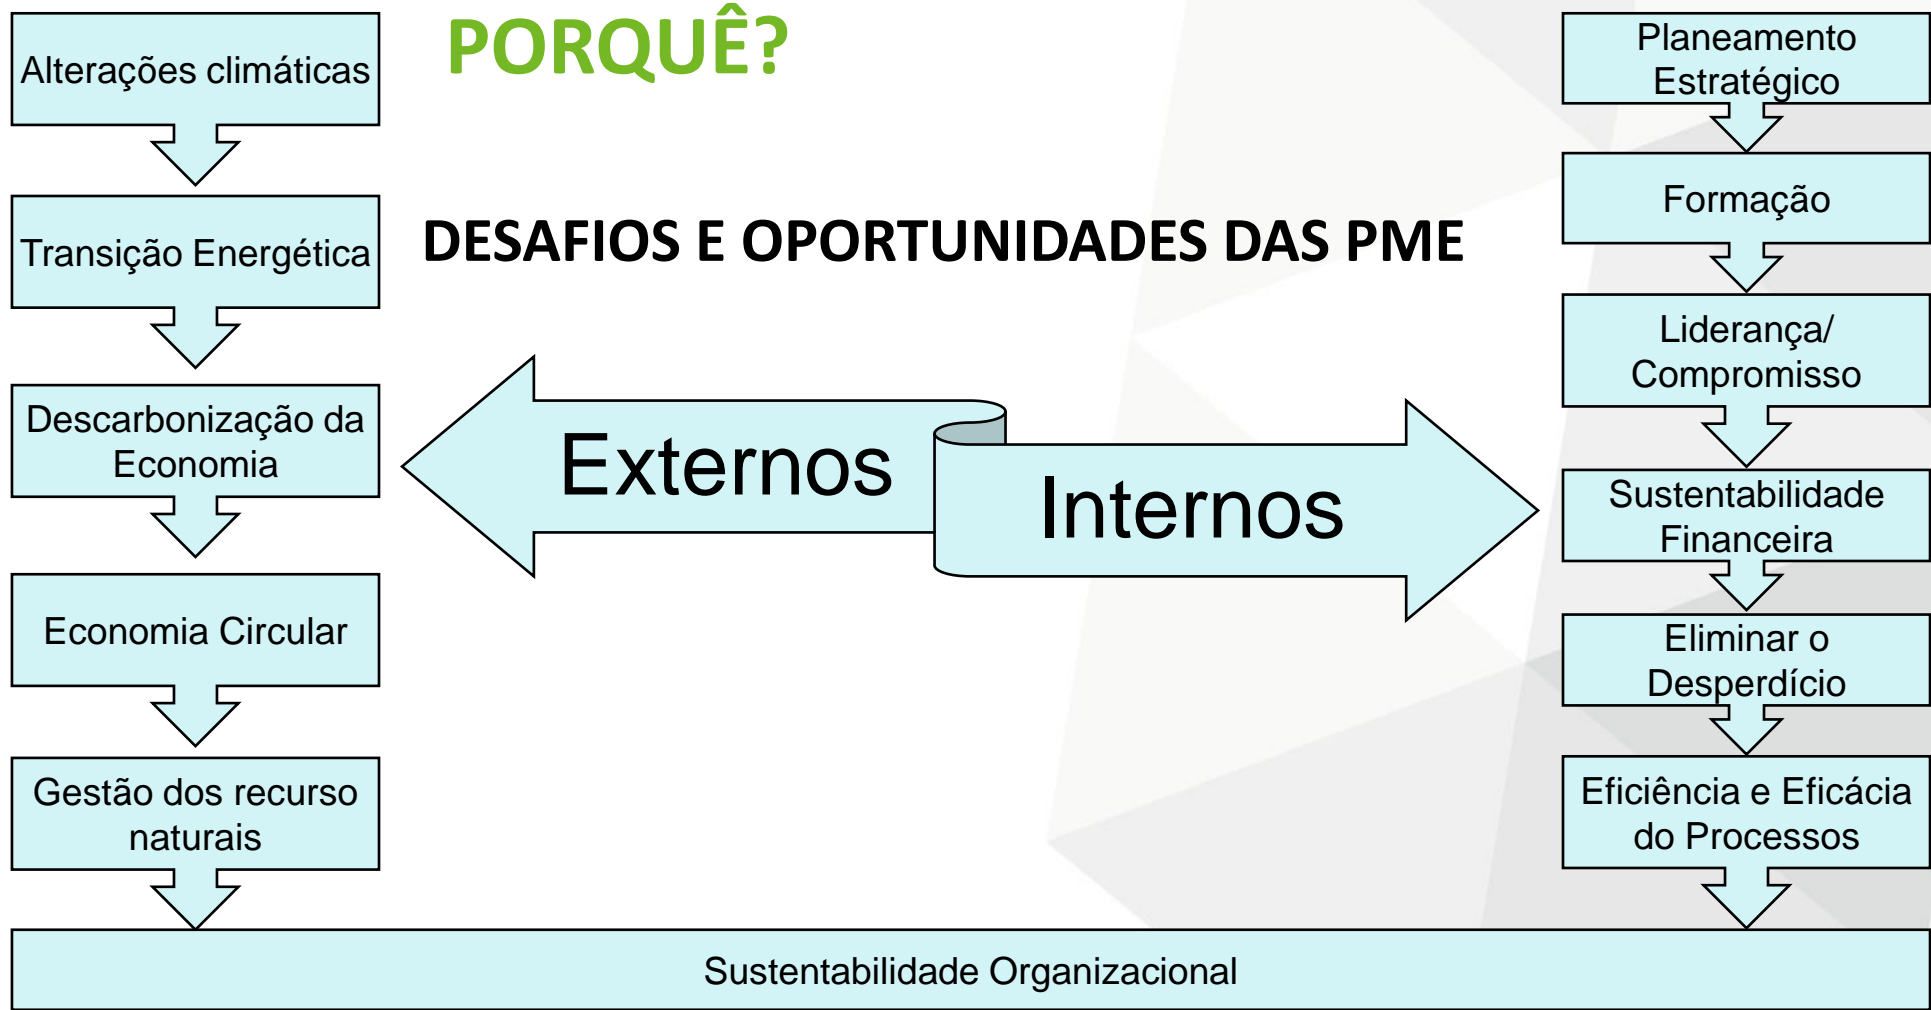 PORQUÊ?
DESAFIOS E OPORTUNIDADES DAS PME
Alterações climáticas
Transição Energética
Descarbonização da
Economia
Economia Circular
Gestão dos recurso
naturais
Externos
Internos
Planeamento
Estratégico
Formação
Liderança/
Compromisso
Sustentabilidade
Financeira
Eliminar o
Desperdício
Eficiência e Eficácia
do Processos
Sustentabilidade Organizacional